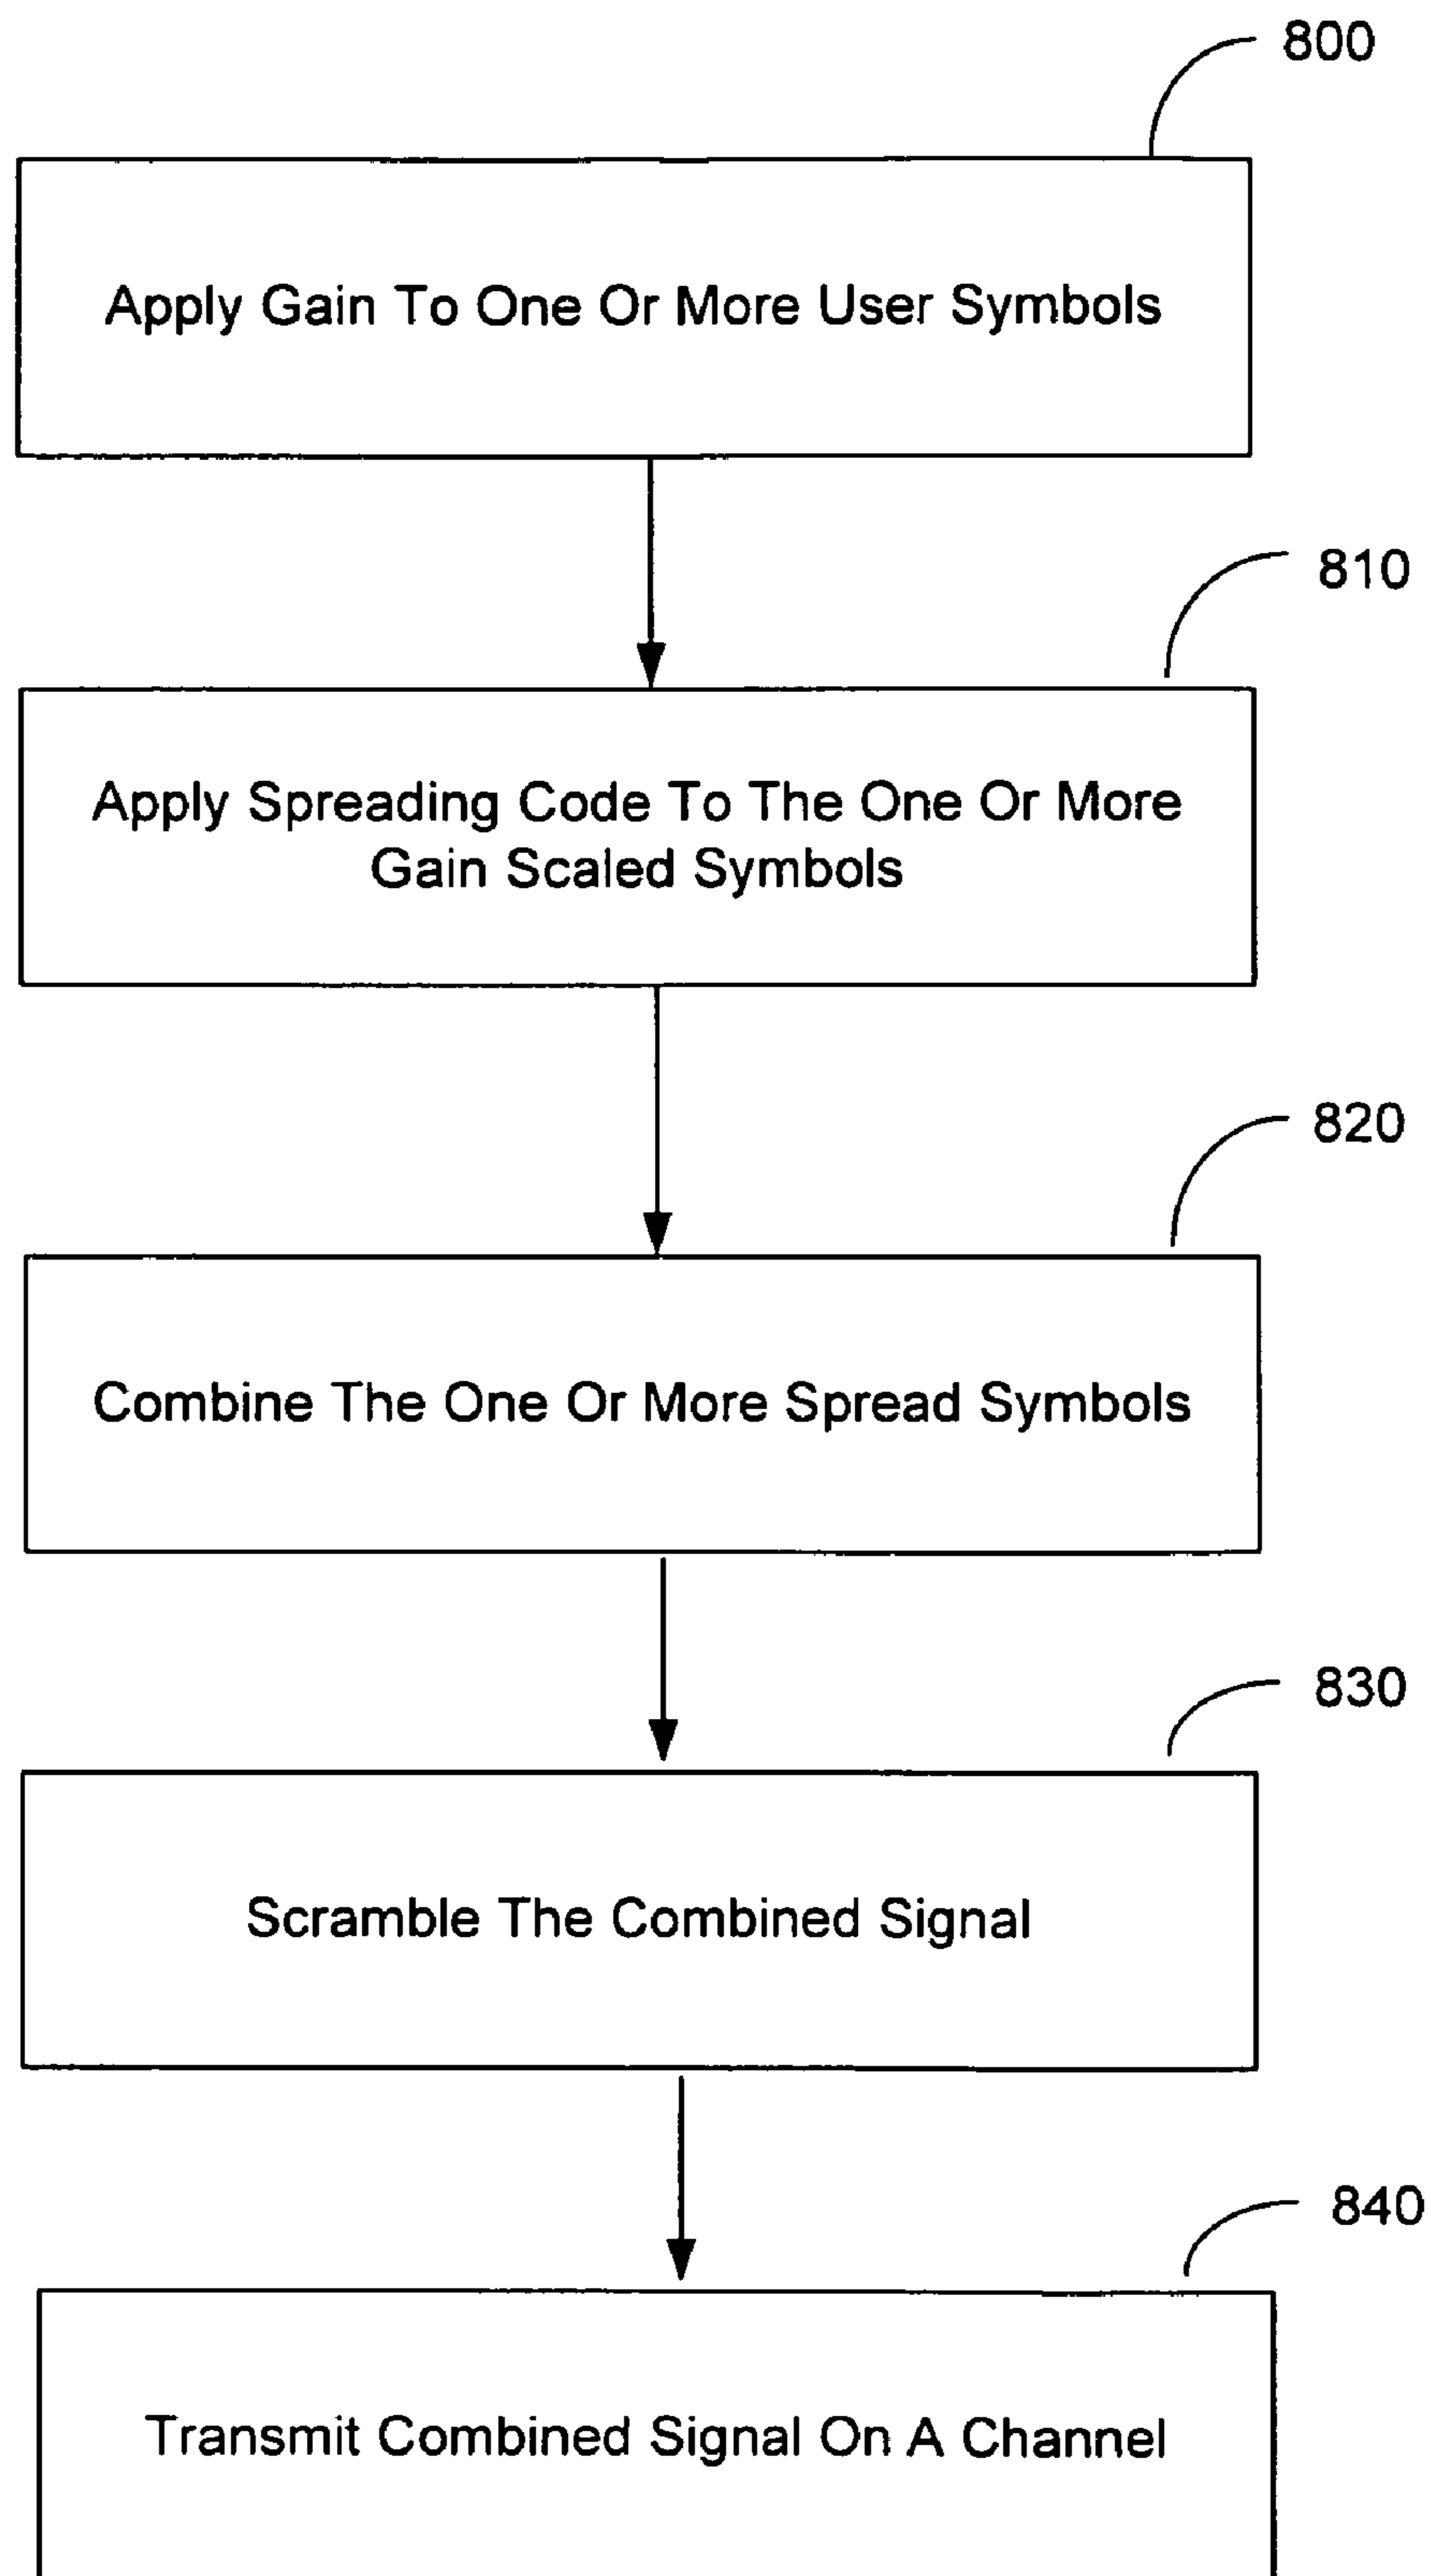 800
Apply Gain To One Or More User Symbols
810
Apply Spreading Code To The One Or More
Gain Scaled Symbols
820
Combine The One Or More Spread Symbols
830
Scramble The Combined Signal
840
Transmit Combined Signal On A Channel